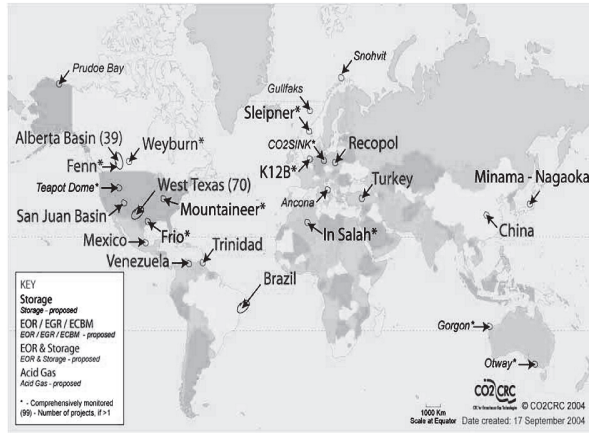 Prudoe Bay
Snohvit
Gullfaks
Sleipner*
Alberta Basin (39)
Weyburn*
CO2SINK*
Recopol
Fenn*
K12B*
Teapot Dome*
West Texas (70)
Turkey
Minama - Nagaoka
San Juan Basin
Mountaineer*
Ancona
Frio*
In Salah*
China
Mexico
Trinidad
Venezuela
Brazil
KEY
Storage
Storage - proposed
EOR / EGR / ECBM
EOR / EGR / ECBM - proposed
EOR & Storage
EOR & Storage - proposed
Acid Gas
Acid Gas - proposed
* - Comprehensively monitored
(99) - Number of projects, if >1
Gorgon*
Otway*
1000 Km
Scale at Equator
CO2CRC
© CO2CRC 2004
Date created: 17 September 2004